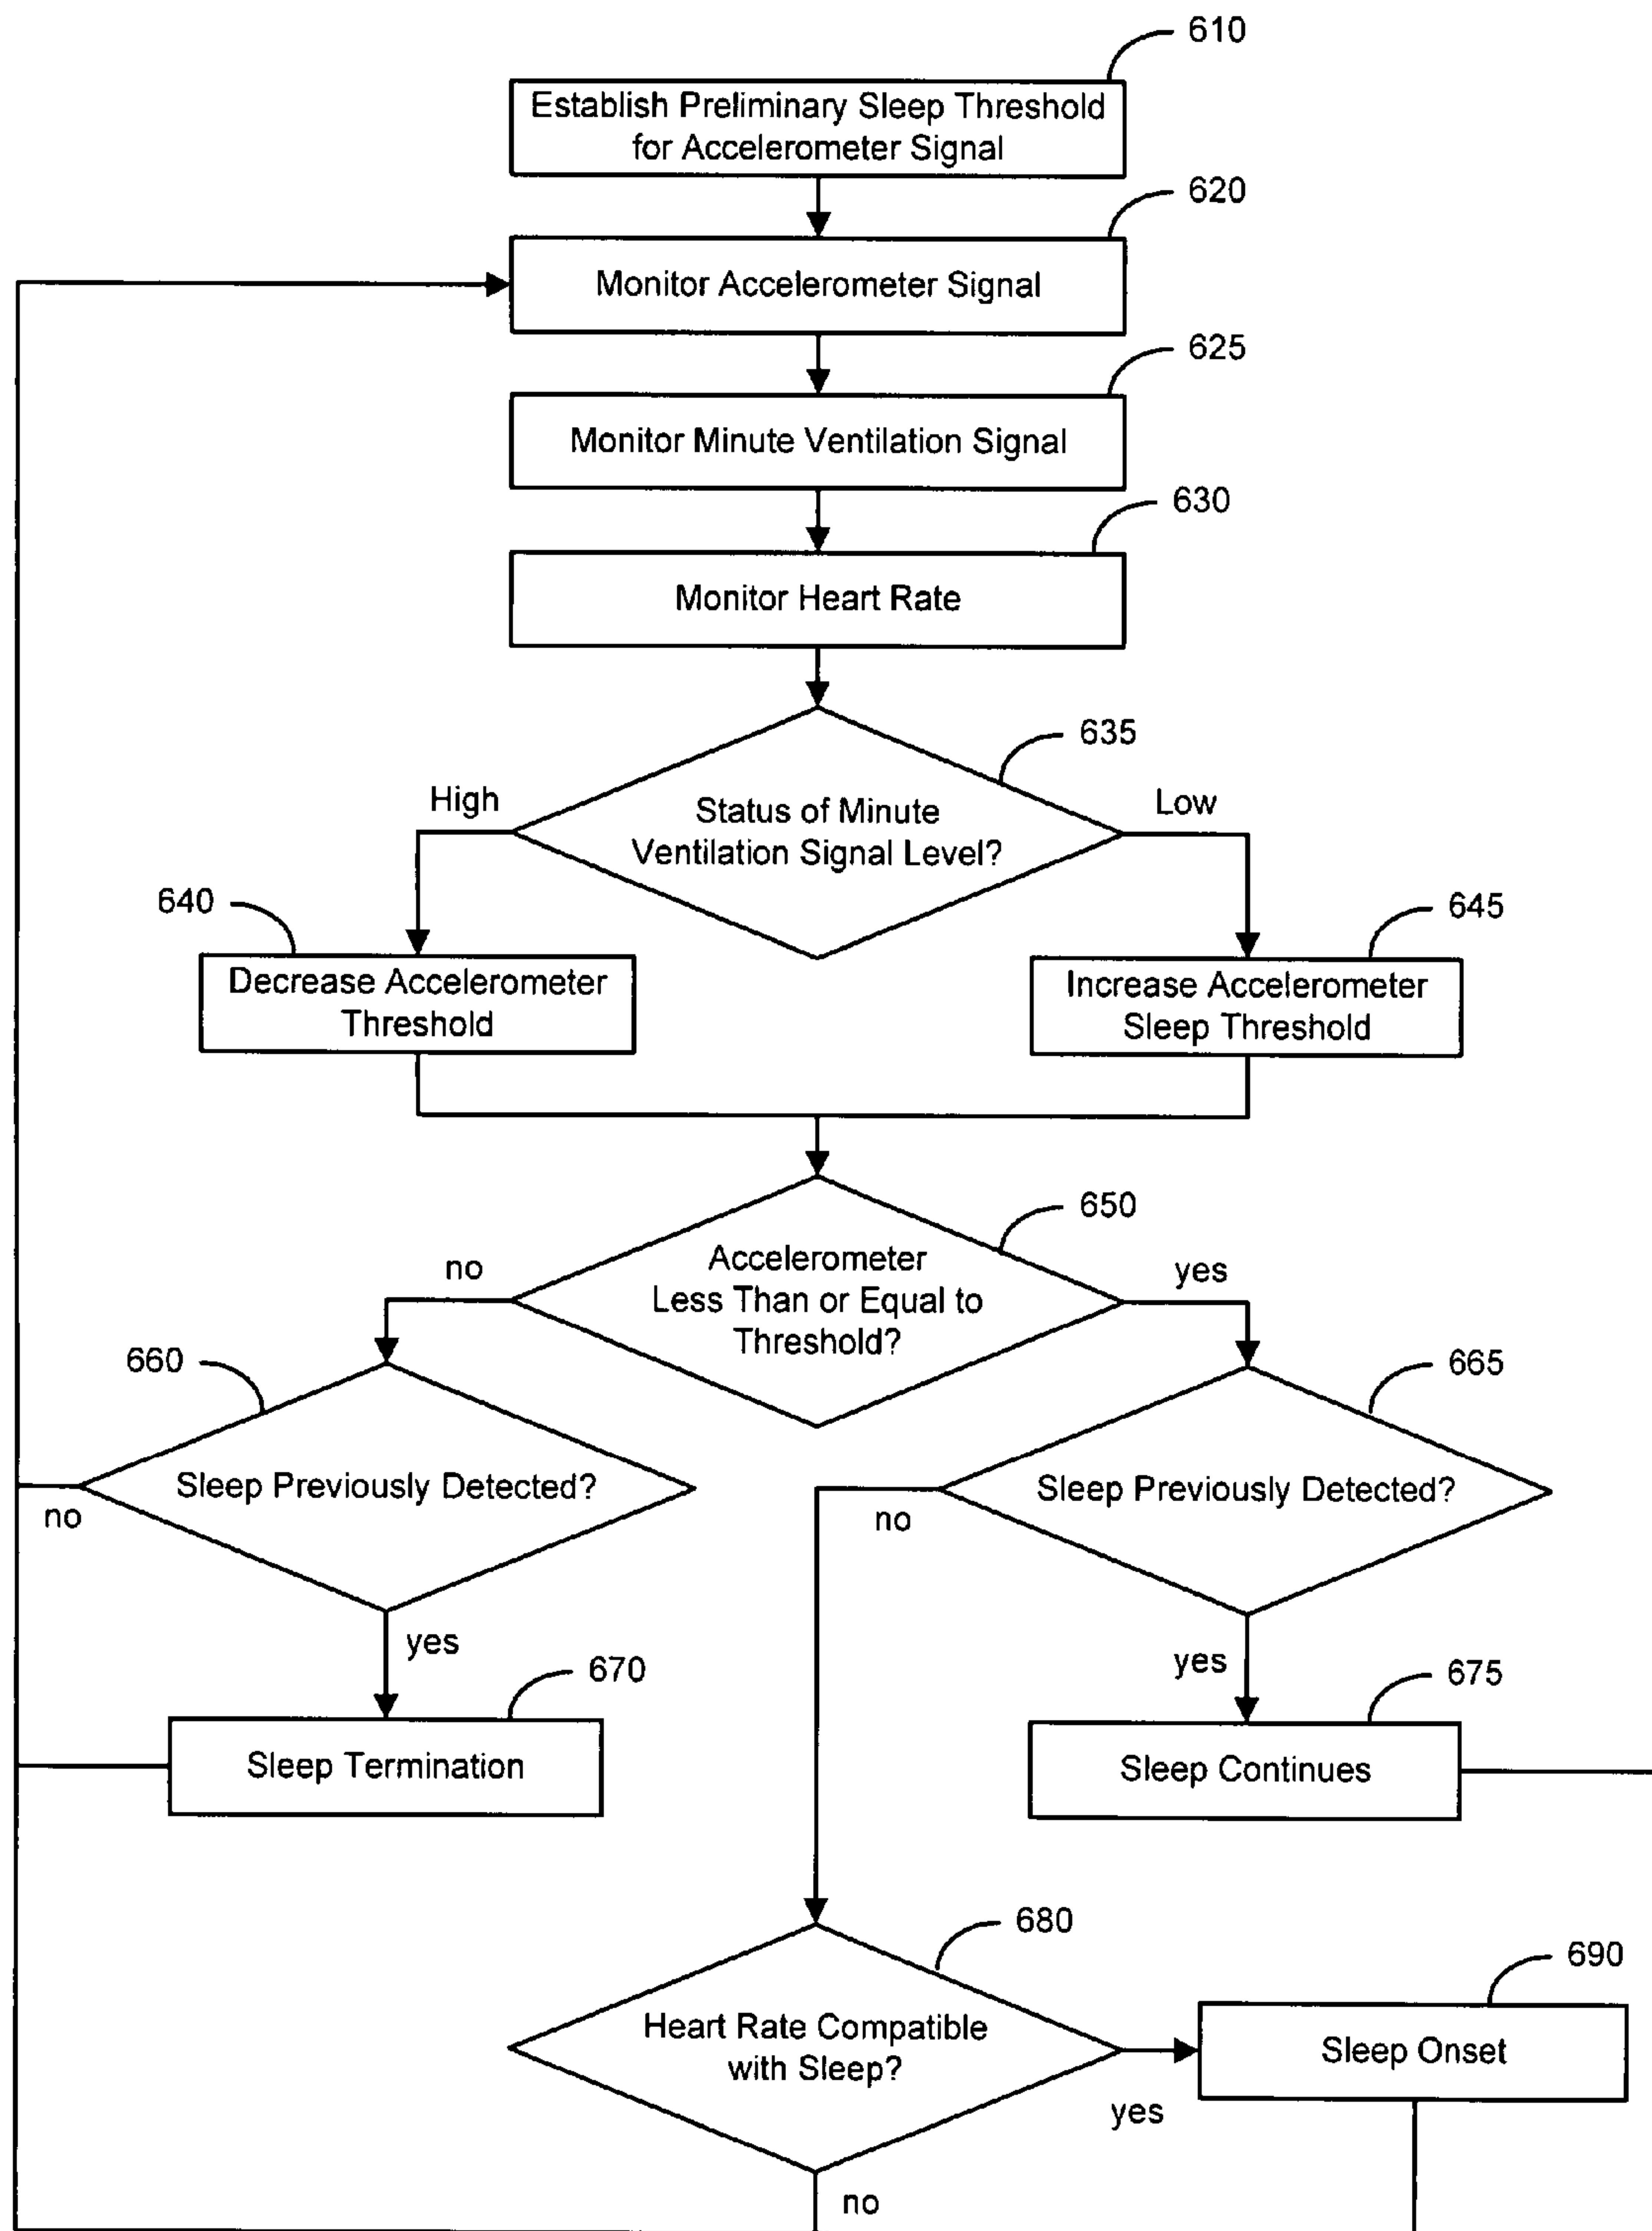 610
Establish Preliminary Sleep Threshold
for Accelerometer Signal
620
Monitor Accelerometer Signal
625
Monitor Minute Ventilation Signal
630
Monitor Heart Rate
635
High
Status of Minute
Ventilation Signal Level?
Low
640
645
Decrease Accelerometer
Threshold
Increase Accelerometer
Sleep Threshold
650
no
Accelerometer
Less Than or Equal to
Threshold?
yes
660
665
Sleep Previously Detected?
no
Sleep Previously Detected?
no
yes
670
yes
675
Sleep Termination
Sleep Continues
680
690
Heart Rate Compatible
with Sleep?
Sleep Onset
yes
no